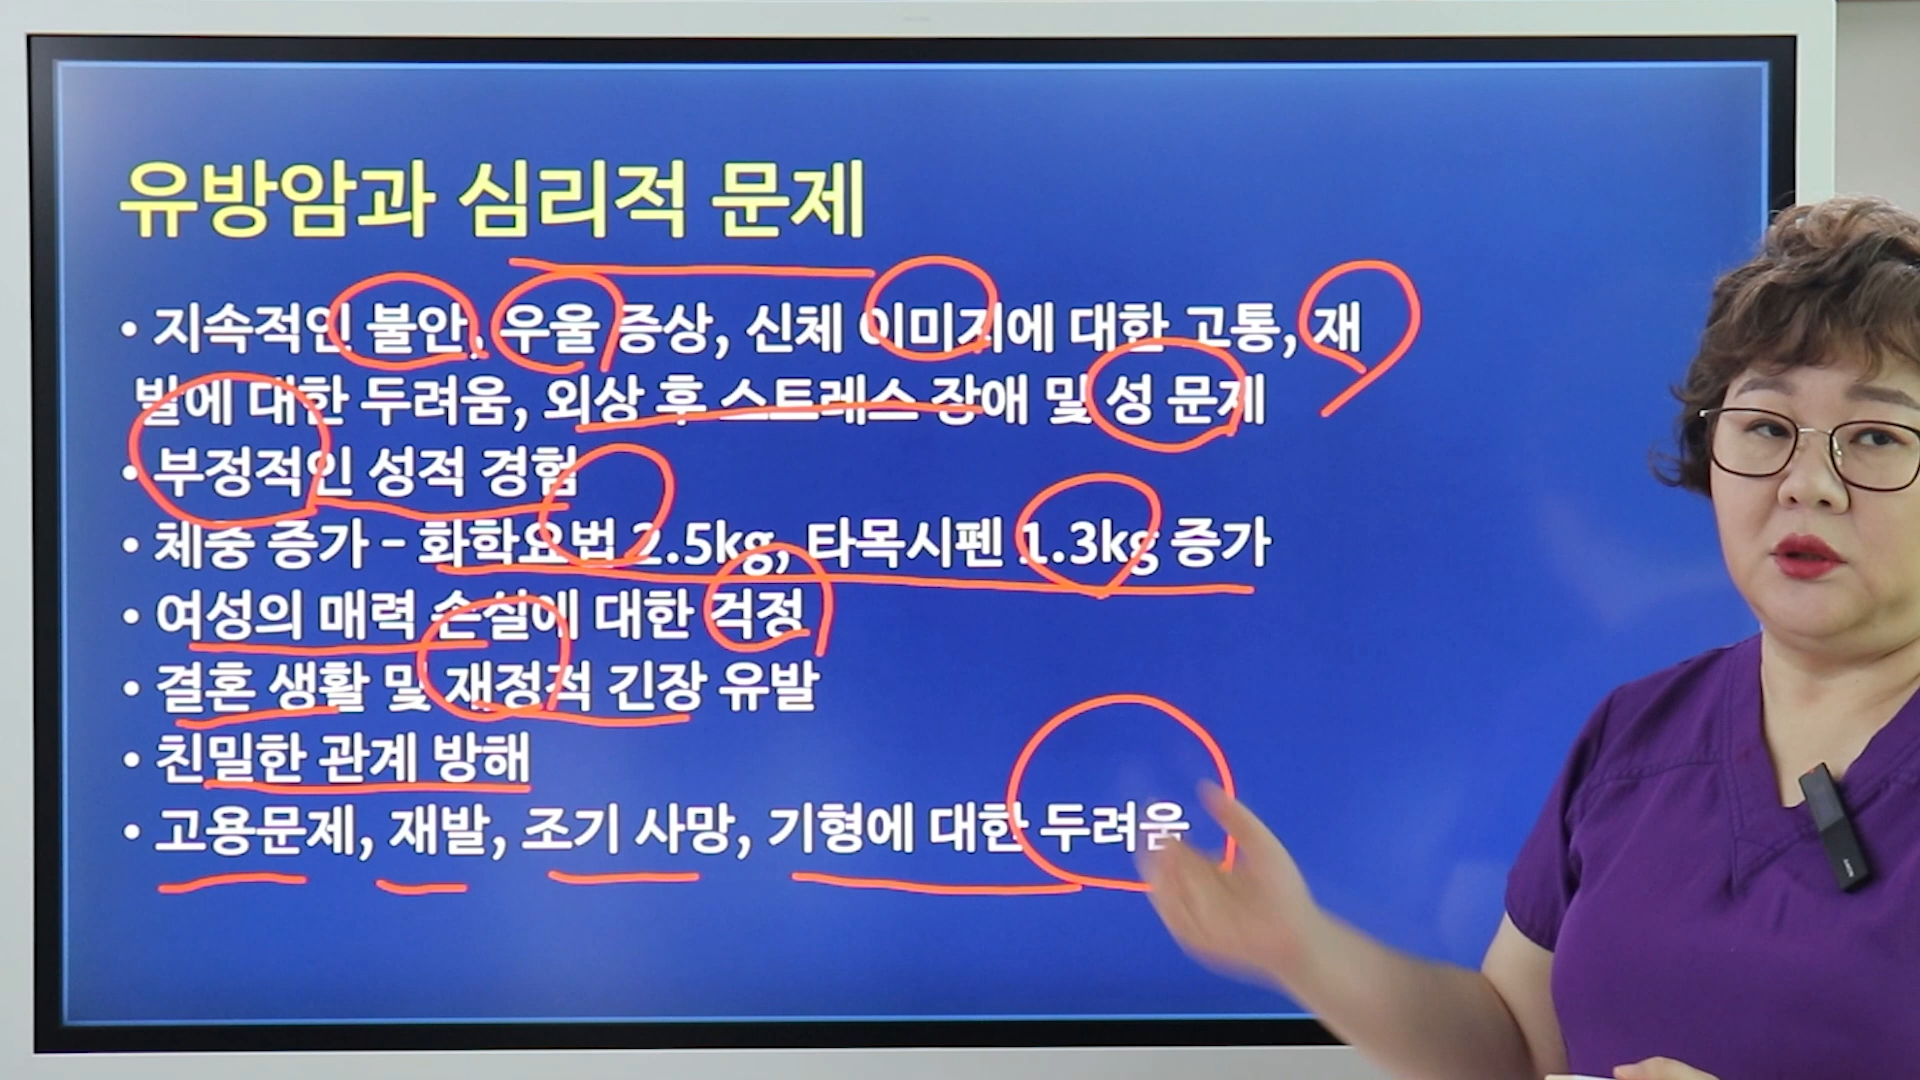 유방암과 심리적 문제
• 지속적인 불안, 우울 증상, 신체 이미지에 대한 고통, 재
발에 대한 두려움, 외상 후 스트레스 장애 및 성 문제
• 부정적인 성적 경험
• 체중 증가 – 화학요법 2.5kg, 타목시펜 1.3kg 증가
• 여성의 매력 손실에 대한 걱정
• 결혼 생활 및 재정적 긴장 유발
• 친밀한 관계 방해
• 고용문제, 재발, 조기 사망, 기형에 대한 두려움